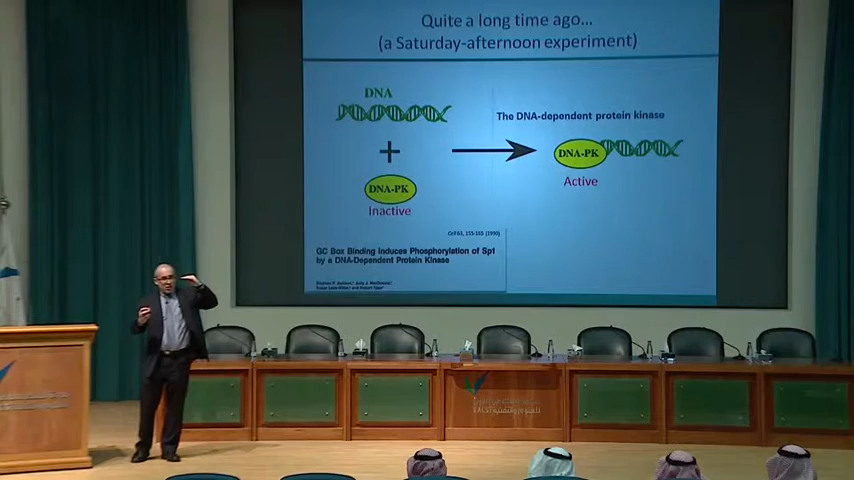 Quite a long time ago...
(a Saturday-afternoon experiment)
DNA
The DNA-dependent protein kinase
DNA-PK
Active
DNA-PK
Inactive
Cell 63, 155-165 (1990)
GC Box Binding Induces Phosphorylation of Sp1
by a DNA-Dependent Protein Kinase
KACST